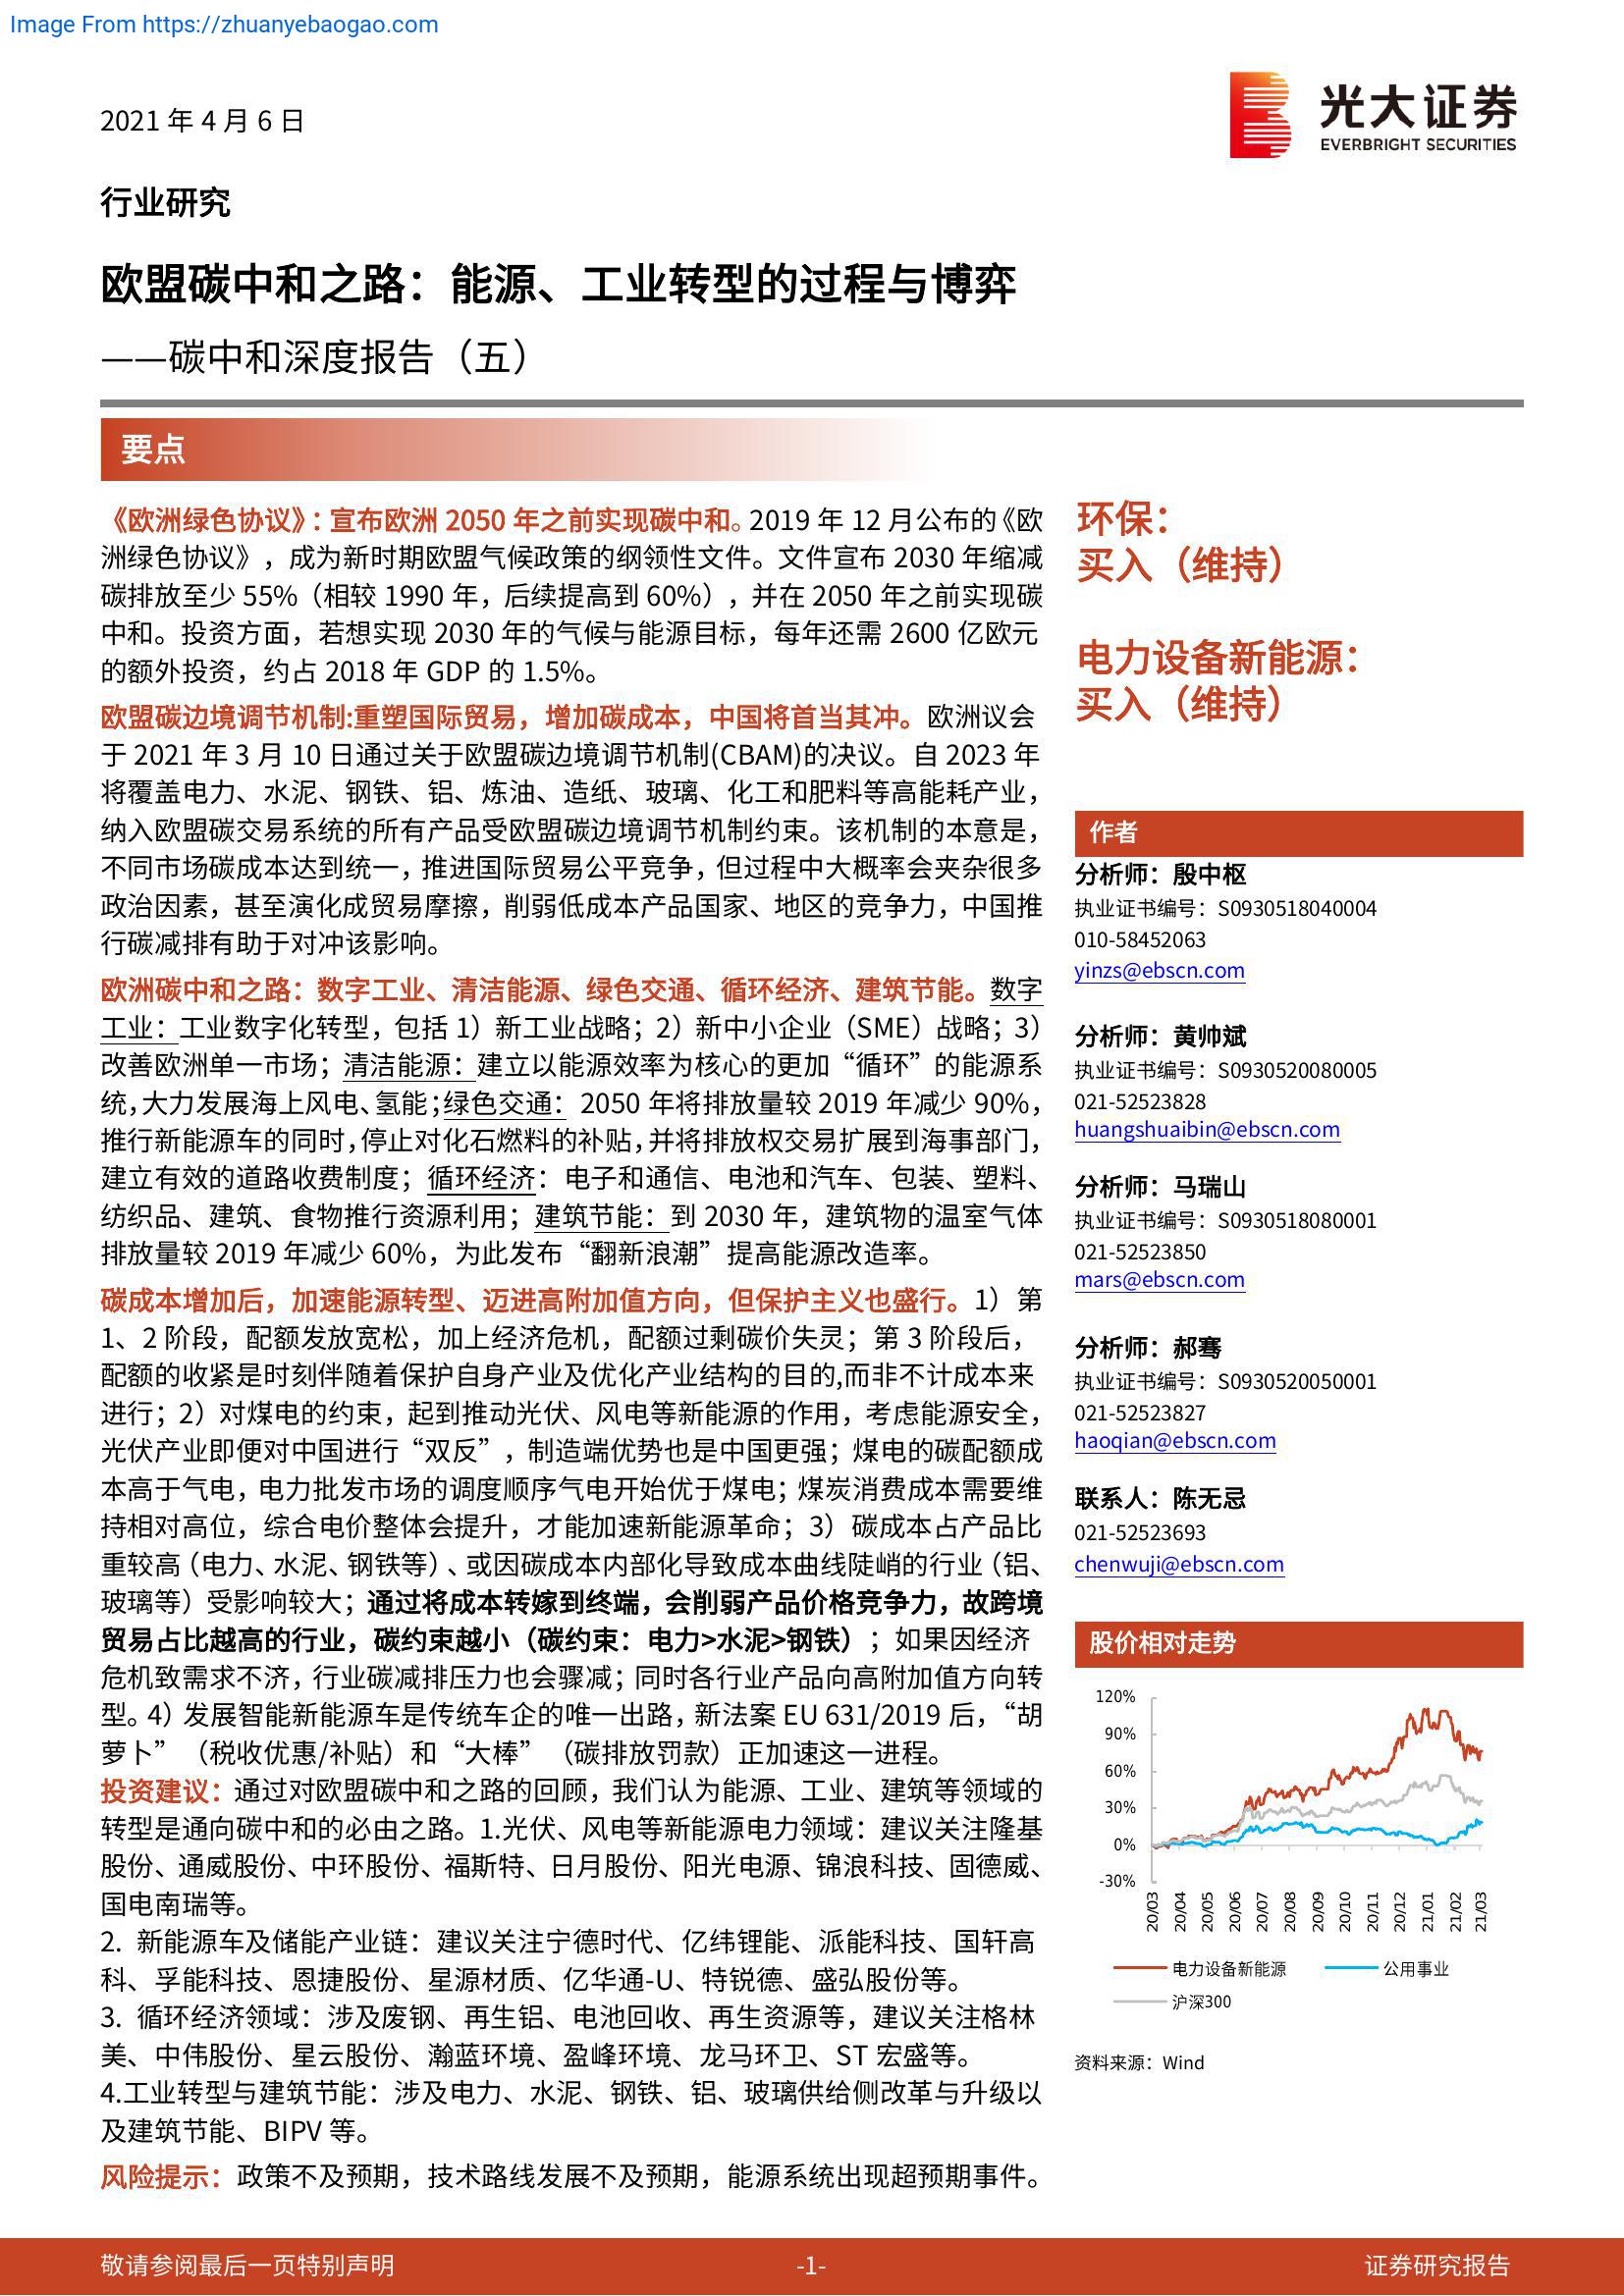 Image From https://zhuanyebaogao.com
2021 年 4 月 6 日
光大证券
EVERBRIGHT SECURITIES
行业研究
欧盟碳中和之路：能源、工业转型的过程与博弈
——碳中和深度报告（五）
要点
《欧洲绿色协议》：宣布欧洲 2050 年之前实现碳中和。2019 年 12 月公布的《欧
洲绿色协议》，成为新时期欧盟气候政策的纲领性文件。文件宣布 2030 年缩减
碳排放至少 55%（相较 1990 年，后续提高到 60%），并在 2050 年之前实现碳
中和。投资方面，若想实现 2030 年的气候与能源目标，每年还需 2600 亿欧元
的额外投资，约占 2018 年 GDP 的 1.5%。
欧盟碳边境调节机制:重塑国际贸易，增加碳成本，中国将首当其冲。欧洲议会
于 2021 年 3 月 10 日通过关于欧盟碳边境调节机制(CBAM)的决议。自 2023 年
将覆盖电力、水泥、钢铁、铝、炼油、造纸、玻璃、化工和肥料等高能耗产业，
纳入欧盟碳交易系统的所有产品受欧盟碳边境调节机制约束。该机制的本意是，
不同市场碳成本达到统一，推进国际贸易公平竞争，但过程中大概率会夹杂很多
政治因素，甚至演化成贸易摩擦，削弱低成本产品国家、地区的竞争力，中国推
行碳减排有助于对冲该影响。
欧洲碳中和之路：数字工业、清洁能源、绿色交通、循环经济、建筑节能。数字
工业：工业数字化转型，包括 1）新工业战略；2）新中小企业（SME）战略；3）
改善欧洲单一市场；清洁能源：建立以能源效率为核心的更加“循环”的能源系
统，大力发展海上风电、氢能；绿色交通：2050 年将排放量较 2019 年减少 90%，
推行新能源车的同时，停止对化石燃料的补贴，并将排放权交易扩展到海事部门，
建立有效的道路收费制度；循环经济：电子和通信、电池和汽车、包装、塑料、
纺织品、建筑、食物推行资源利用；建筑节能：到 2030 年，建筑物的温室气体
排放量较 2019 年减少 60%，为此发布“翻新浪潮”提高能源改造率。
碳成本增加后，加速能源转型、迈进高附加值方向，但保护主义也盛行。1）第
1、2 阶段，配额发放宽松，加上经济危机，配额过剩碳价失灵；第 3 阶段后，
配额的收紧是时刻伴随着保护自身产业及优化产业结构的目的,而非不计成本来
进行；2）对煤电的约束，起到推动光伏、风电等新能源的作用，考虑能源安全，
光伏产业即便对中国进行“双反”，制造端优势也是中国更强；煤电的碳配额成
本高于气电，电力批发市场的调度顺序气电开始优于煤电；煤炭消费成本需要维
持相对高位，综合电价整体会提升，才能加速新能源革命；3）碳成本占产品比
重较高（电力、水泥、钢铁等）、或因碳成本内部化导致成本曲线陡峭的行业（铝、
玻璃等）受影响较大；通过将成本转嫁到终端，会削弱产品价格竞争力，故跨境
贸易占比越高的行业，碳约束越小（碳约束：电力>水泥>钢铁）；如果因经济
危机致需求不济，行业碳减排压力也会骤减；同时各行业产品向高附加值方向转
型。4）发展智能新能源车是传统车企的唯一出路，新法案 EU 631/2019 后，“胡
萝卜”（税收优惠/补贴）和“大棒”（碳排放罚款）正加速这一进程。
投资建议：通过对欧盟碳中和之路的回顾，我们认为能源、工业、建筑等领域的
转型是通向碳中和的必由之路。1.光伏、风电等新能源电力领域：建议关注隆基
股份、通威股份、中环股份、福斯特、日月股份、阳光电源、锦浪科技、固德威、
国电南瑞等。
2. 新能源车及储能产业链：建议关注宁德时代、亿纬锂能、派能科技、国轩高
科、孚能科技、恩捷股份、星源材质、亿华通-U、特锐德、盛弘股份等。
3. 循环经济领域：涉及废钢、再生铝、电池回收、再生资源等，建议关注格林
美、中伟股份、星云股份、瀚蓝环境、盈峰环境、龙马环卫、ST 宏盛等。
4.工业转型与建筑节能：涉及电力、水泥、钢铁、铝、玻璃供给侧改革与升级以
及建筑节能、BIPV 等。
风险提示：政策不及预期，技术路线发展不及预期，能源系统出现超预期事件。
环保：
买入（维持）
电力设备新能源：
买入（维持）
作者
分析师：殷中枢
执业证书编号：S0930518040004
010-58452063
yinzs@ebscn.com
分析师：黄帅斌
执业证书编号：S0930520080005
021-52523828
huangshuaibin@ebscn.com
分析师：马瑞山
执业证书编号：S0930518080001
021-52523850
mars@ebscn.com
分析师：郝骞
执业证书编号：S0930520050001
021-52523827
haoqian@ebscn.com
联系人：陈无忌
021-52523693
chenwuji@ebscn.com
股价相对走势
120%
90%
60%
30%
0%
-30%
20/03 20/04 20/05 20/06 20/07 20/08 20/09 20/10 20/11 20/12 21/01 21/02 21/03
电力设备新能源 公用事业
沪深300
资料来源：Wind
敬请参阅最后一页特别声明 -1- 证券研究报告